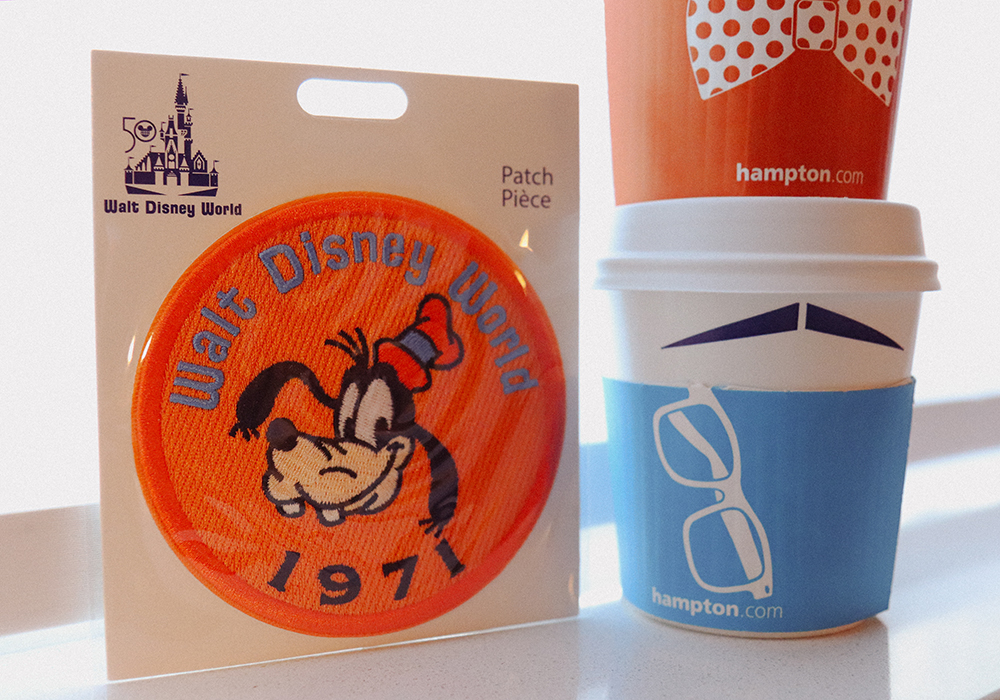 50
Walt Disney World
Patch
Pièce
Walt Disney World
1971
hampton.com
hampton.com